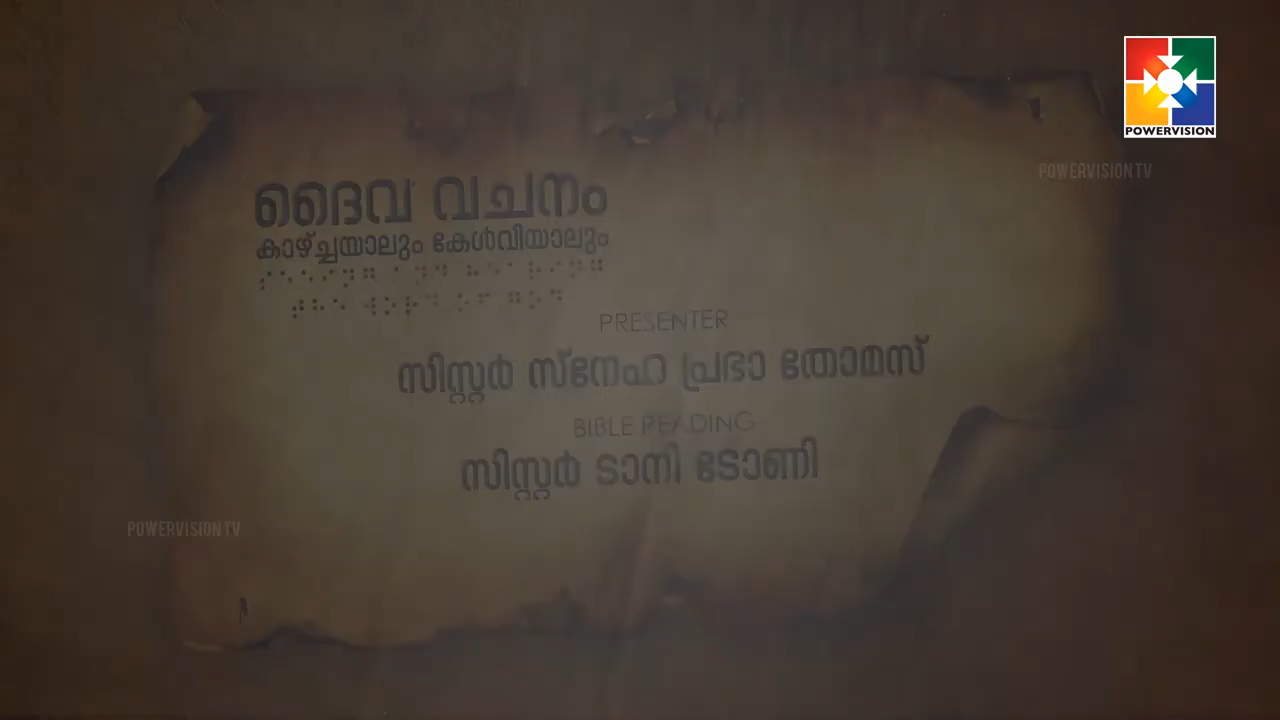 POWERVISION
POWERVISION TV
ദൈവ വചനം
കാഴ്ച്ചയാലും കേൾവിയാലും
PRESENTER
സിസ്റ്റർ സ്നേഹ പ്രഭാ തോമസ്
BIBLE READING
സിസ്റ്റർ ടാനി ടോണി
POWERVISION TV